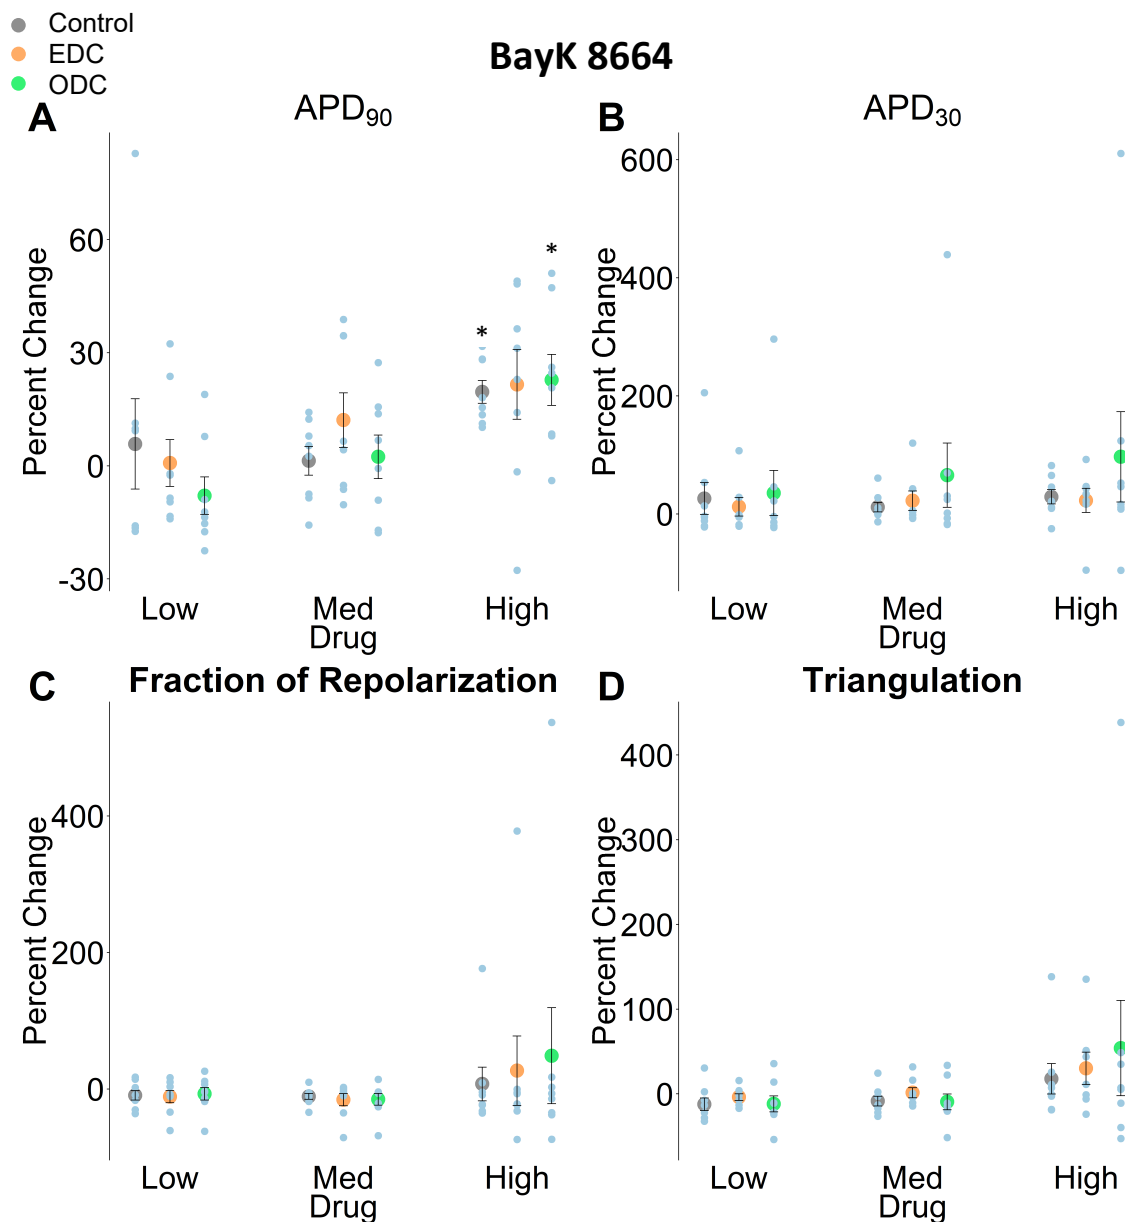 Control
EDC
ODC
BayK 8664
A
APD90
B
APD30
Percent Change
60
30
0
-30
*
*
Low
Med
High
Drug
Percent Change
600
400
200
0
Low
Med
High
Drug
C
Fraction of Repolarization
D
Triangulation
Percent Change
400
200
0
Low
Med
High
Drug
Percent Change
400
300
200
100
0
Low
Med
High
Drug